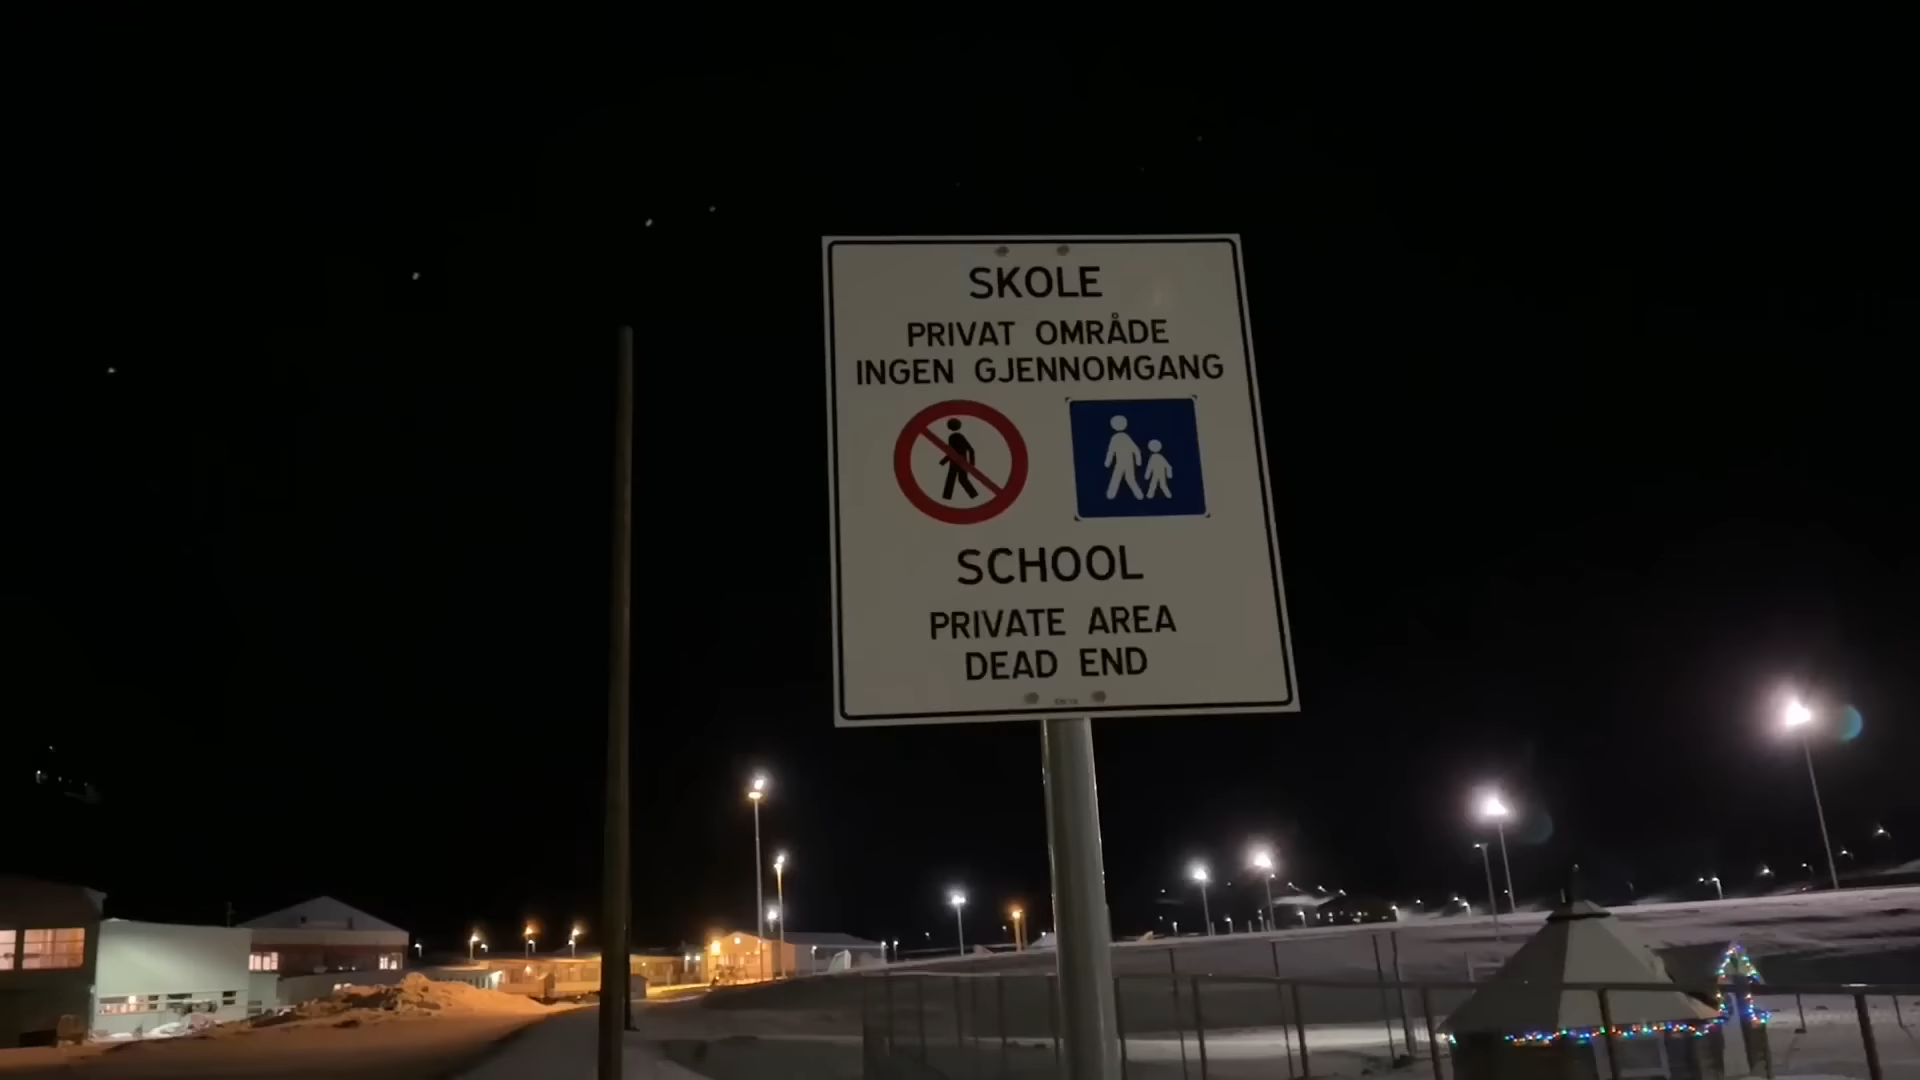 SKOLE
PRIVAT OMRÅDE
INGEN GJENNOMGANG
SCHOOL
PRIVATE AREA
DEAD END